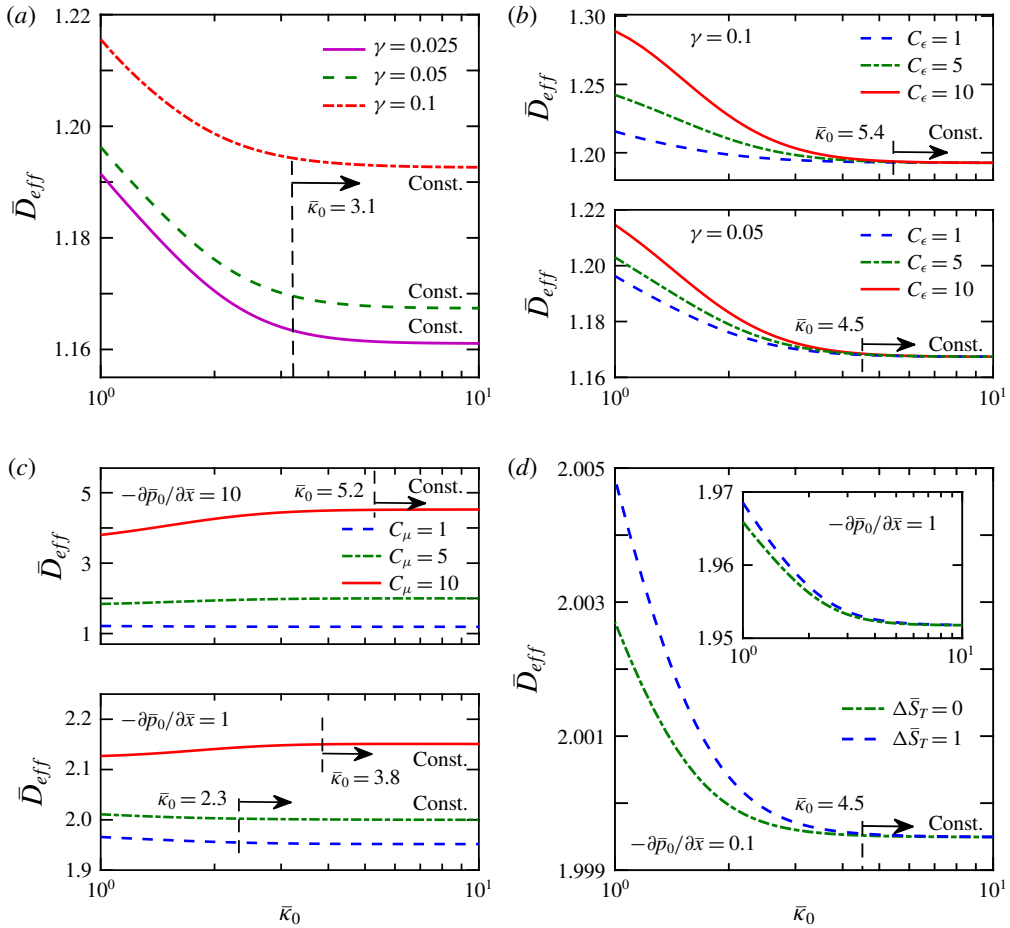 (a)
1.22
1.20
1.18
1.16
D̄eff
γ = 0.025
γ = 0.05
γ = 0.1
Const.
κ̄0 = 3.1
Const.
Const.
10^0
10^1
(b)
1.30
1.25
1.20
D̄eff
γ = 0.1
Cϵ = 1
Cϵ = 5
Cϵ = 10
κ̄0 = 5.4
Const.
1.22
1.20
1.18
1.16
D̄eff
γ = 0.05
Cϵ = 1
Cϵ = 5
Cϵ = 10
κ̄0 = 4.5
Const.
10^0
10^1
(c)
5
3
1
D̄eff
−∂p̄0/∂x̄ = 10
κ̄0 = 5.2
Const.
Cμ = 1
Cμ = 5
Cμ = 10
2.2
2.1
2.0
1.9
D̄eff
−∂p̄0/∂x̄ = 1
κ̄0 = 3.8
Const.
κ̄0 = 2.3
Const.
10^0
10^1
κ̄0
(d)
2.005
2.003
2.001
1.999
D̄eff
1.97
1.96
1.95
−∂p̄0/∂x̄ = 1
10^0
10^1
ΔS̄T = 0
ΔS̄T = 1
κ̄0 = 4.5
Const.
−∂p̄0/∂x̄ = 0.1
10^0
10^1
κ̄0